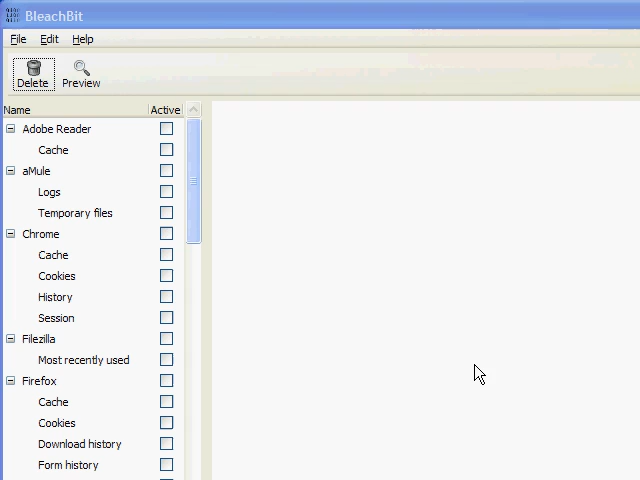 BleachBit
File Edit Help
Delete Preview
Name Active
Adobe Reader
Cache
aMule
Logs
Temporary files
Chrome
Cache
Cookies
History
Session
Filezilla
Most recently used
Firefox
Cache
Cookies
Download history
Form history